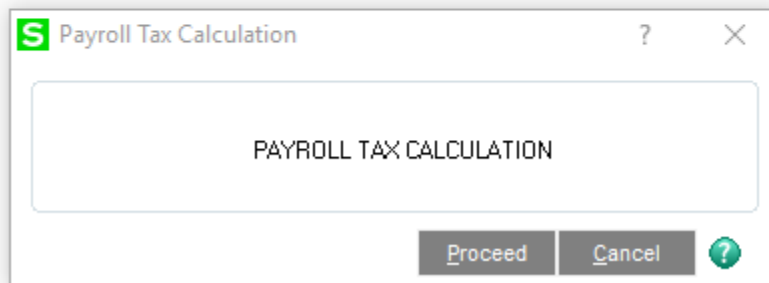 S Payroll Tax Calculation ?
PAYROLL TAX CALCULATION
Proceed Cancel ?